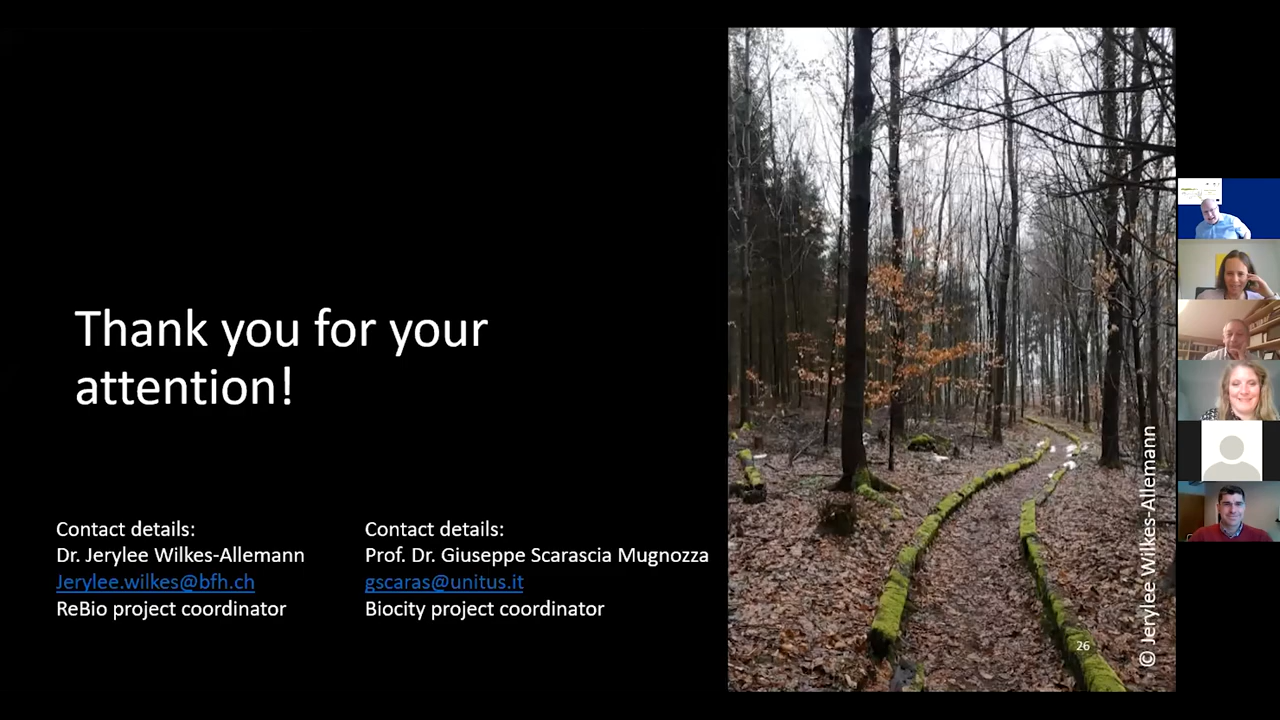 Thank you for your
attention!
Contact details:
Dr. Jerylee Wilkes-Allemann
Jerylee.wilkes@bfh.ch
ReBio project coordinator
Contact details:
Prof. Dr. Giuseppe Scarascia Mugnozza
gscaras@unitus.it
Biocity project coordinator
© Jerylee Wilkes-Allemann
26